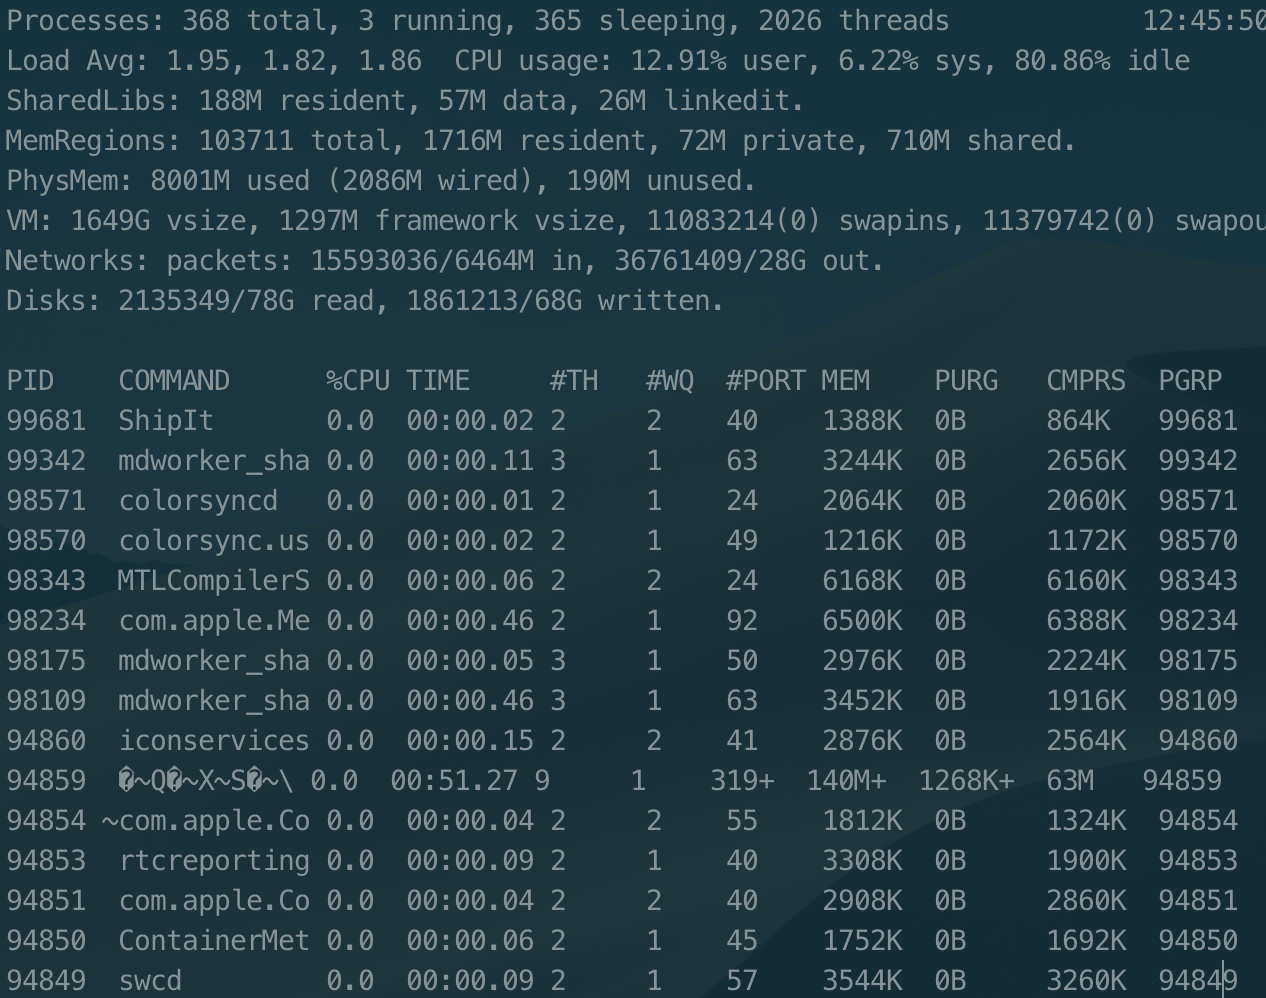 Processes: 368 total, 3 running, 365 sleeping, 2026 threads 12:45:50
Load Avg: 1.95, 1.82, 1.86 CPU usage: 12.91% user, 6.22% sys, 80.86% idle
SharedLibs: 188M resident, 57M data, 26M linkedit.
MemRegions: 103711 total, 1716M resident, 72M private, 710M shared.
PhysMem: 8001M used (2086M wired), 190M unused.
VM: 1649G vsize, 1297M framework vsize, 11083214(0) swapins, 11379742(0) swapou
Networks: packets: 15593036/6464M in, 36761409/28G out.
Disks: 2135349/78G read, 1861213/68G written.
PID COMMAND %CPU TIME #TH #WQ #PORT MEM PURG CMPRS PGRP
99681 ShipIt 0.0 00:00.02 2 2 40 1388K 0B 864K 99681
99342 mdworker_sha 0.0 00:00.11 3 1 63 3244K 0B 2656K 99342
98571 colorsyncd 0.0 00:00.01 2 1 24 2064K 0B 2060K 98571
98570 colorsync.us 0.0 00:00.02 2 1 49 1216K 0B 1172K 98570
98343 MTLCompilerS 0.0 00:00.06 2 2 24 6168K 0B 6160K 98343
98234 com.apple.Me 0.0 00:00.46 2 1 92 6500K 0B 6388K 98234
98175 mdworker_sha 0.0 00:00.05 3 1 50 2976K 0B 2224K 98175
98109 mdworker_sha 0.0 00:00.46 3 1 63 3452K 0B 1916K 98109
94860 iconservices 0.0 00:00.15 2 2 41 2876K 0B 2564K 94860
94859 �~Q�~X~S�~\ 0.0 00:51.27 9 1 319+ 140M+ 1268K+ 63M 94859
94854 ~com.apple.Co 0.0 00:00.04 2 2 55 1812K 0B 1324K 94854
94853 rtcreporting 0.0 00:00.09 2 1 40 3308K 0B 1900K 94853
94851 com.apple.Co 0.0 00:00.04 2 2 40 2908K 0B 2860K 94851
94850 ContainerMet 0.0 00:00.06 2 1 45 1752K 0B 1692K 94850
94849 swcd 0.0 00:00.09 2 1 57 3544K 0B 3260K 94849